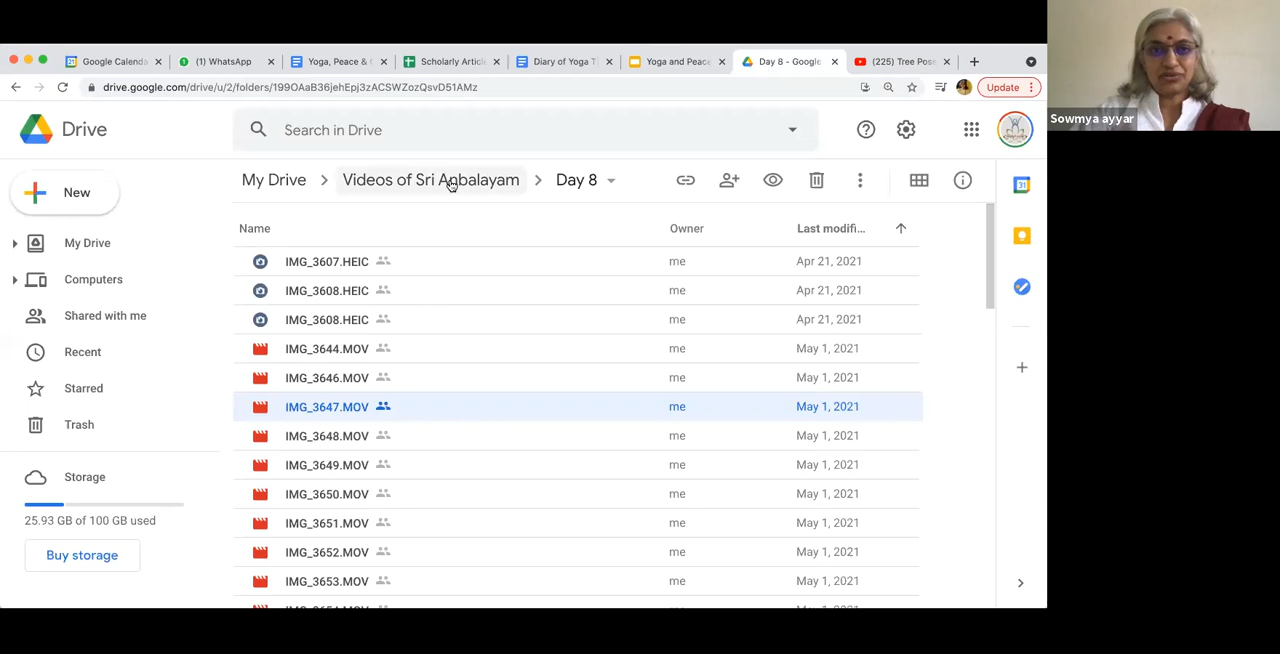 Google Calenda
(1) WhatsApp
Yoga, Peace & C
Scholarly Article
Diary of Yoga T
Yoga and Peace
Day 8 - Google
(225) Tree Pos
drive.google.com/drive/u/2/folders/199OAaB36jehEpj3zACSWZozQsvD51AMz
Update
Drive
Search in Drive
Sowmya ayyar
New
My Drive
Videos of Sri Anbalayam
Day 8
31
Name
Owner
Last modifi...
My Drive
IMG_3607.HEIC
me
Apr 21, 2021
Computers
IMG_3608.HEIC
me
Apr 21, 2021
Shared with me
IMG_3608.HEIC
me
Apr 21, 2021
Recent
IMG_3644.MOV
me
May 1, 2021
Starred
IMG_3646.MOV
me
May 1, 2021
Trash
IMG_3647.MOV
me
May 1, 2021
IMG_3648.MOV
me
May 1, 2021
Storage
IMG_3649.MOV
me
May 1, 2021
25.93 GB of 100 GB used
IMG_3650.MOV
me
May 1, 2021
Buy storage
IMG_3651.MOV
me
May 1, 2021
IMG_3652.MOV
me
May 1, 2021
IMG_3653.MOV
me
May 1, 2021